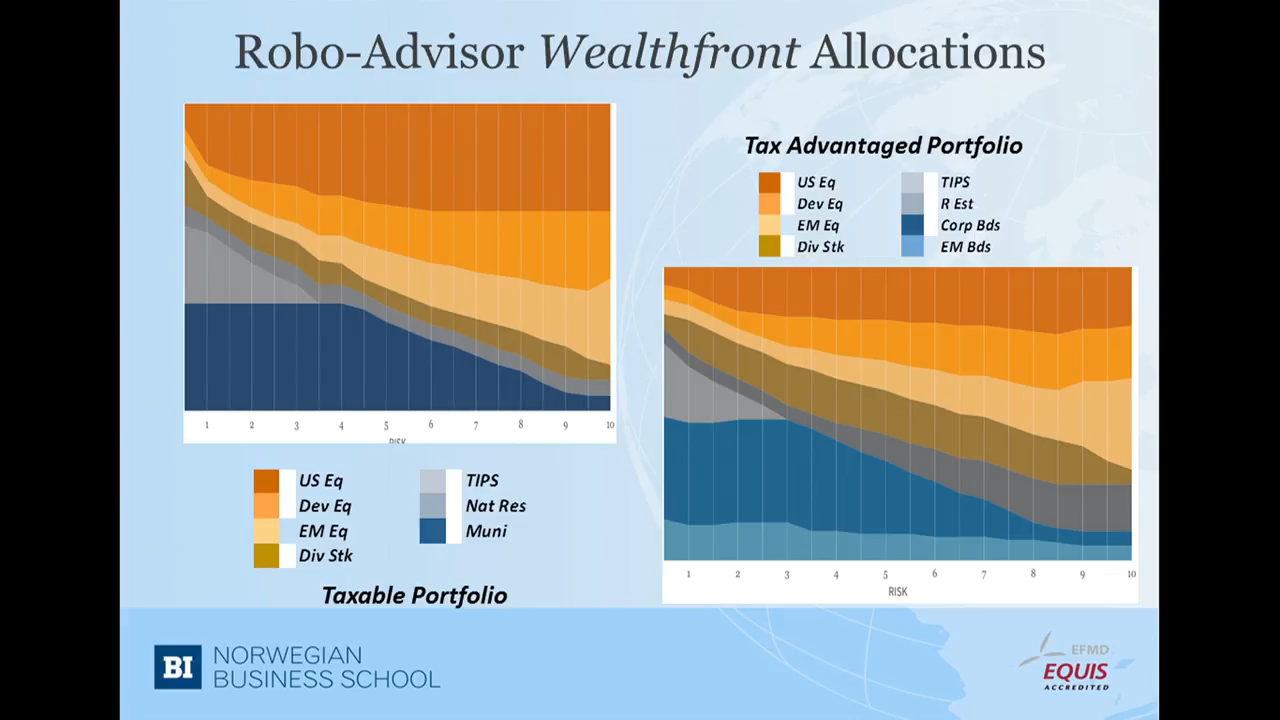 Robo-Advisor Wealthfront Allocations
1 2 3 4 5 6 7 8 9 10
RISK
US Eq TIPS
Dev Eq Nat Res
EM Eq Muni
Div Stk
Taxable Portfolio
Tax Advantaged Portfolio
US Eq TIPS
Dev Eq R Est
EM Eq Corp Bds
Div Stk EM Bds
1 2 3 4 5 6 7 8 9 10
RISK
BI NORWEGIAN
BUSINESS SCHOOL
EFMD
EQUIS
ACCREDITED